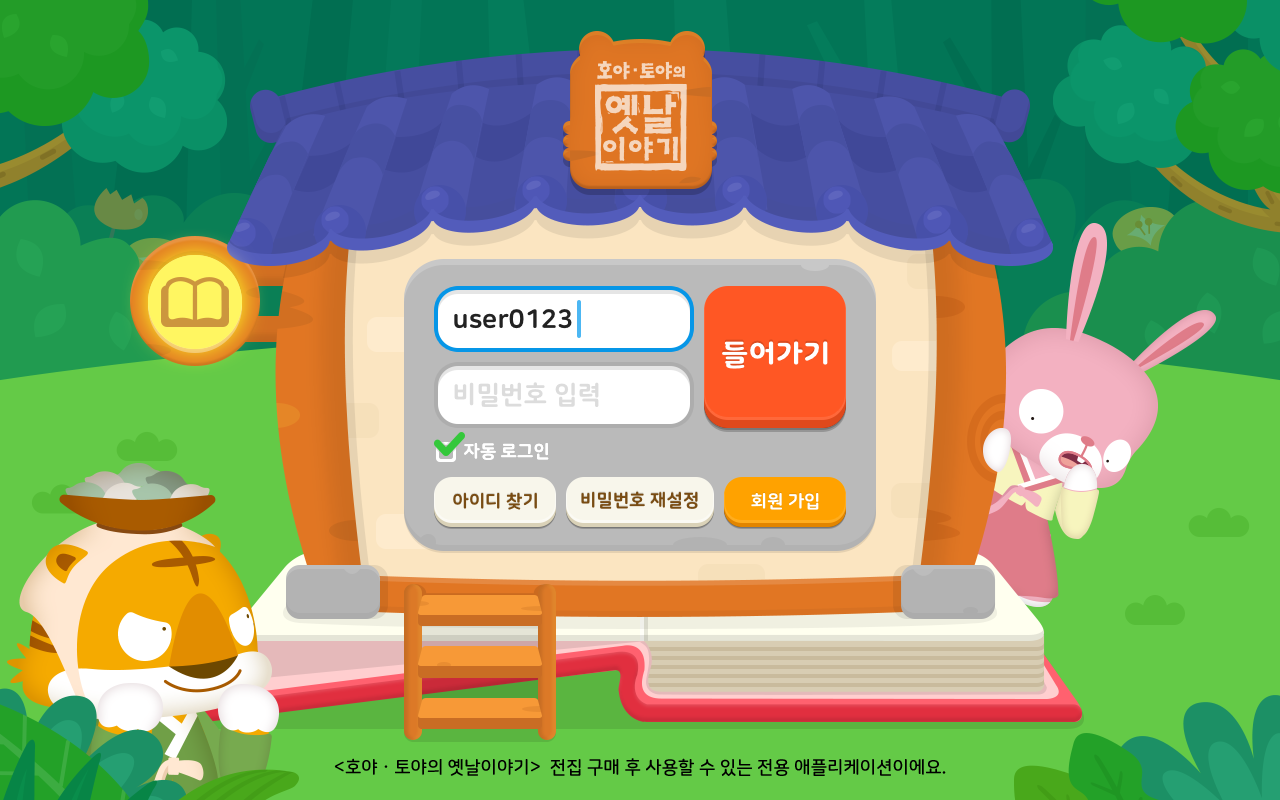 호야·토야의
옛날
이야기
user0123
들어가기
비밀번호 입력
자동 로그인
아이디 찾기
비밀번호 재설정
회원 가입
<호야 · 토야의 옛날이야기> 전집 구매 후 사용할 수 있는 전용 애플리케이션이에요.